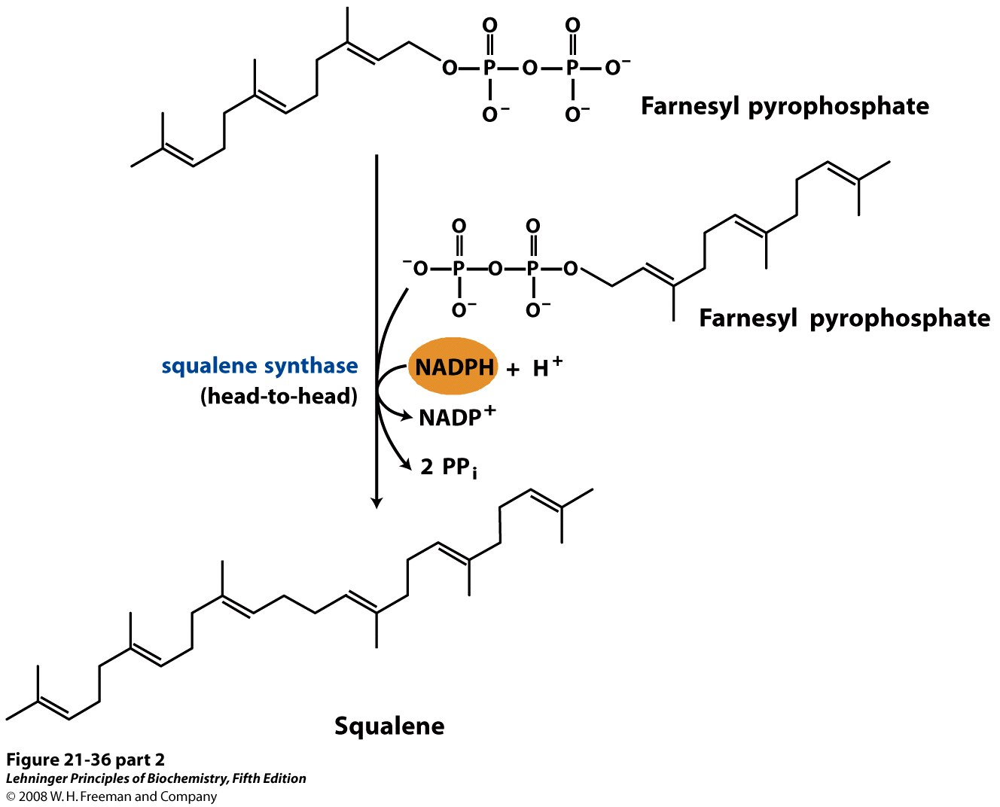 O O
O—P—O—P—O⁻
O⁻ O⁻
Farnesyl pyrophosphate
O O
⁻O—P—O—P—O
O⁻ O⁻
Farnesyl pyrophosphate
squalene synthase
(head-to-head)
NADPH + H⁺
NADP⁺
2 PPᵢ
Squalene
Figure 21-36 part 2
Lehninger Principles of Biochemistry, Fifth Edition
© 2008 W. H. Freeman and Company